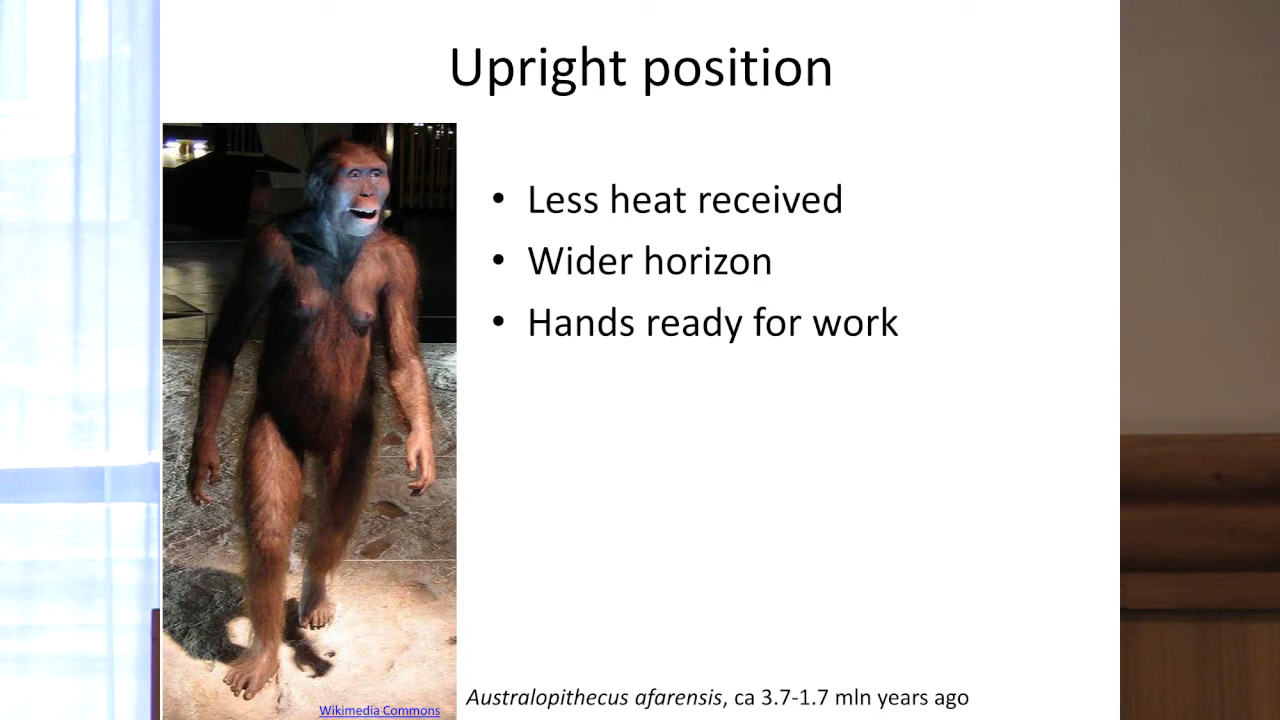 Upright position
• Less heat received
• Wider horizon
• Hands ready for work
Australopithecus afarensis, ca 3.7-1.7 mln years ago
Wikimedia Commons